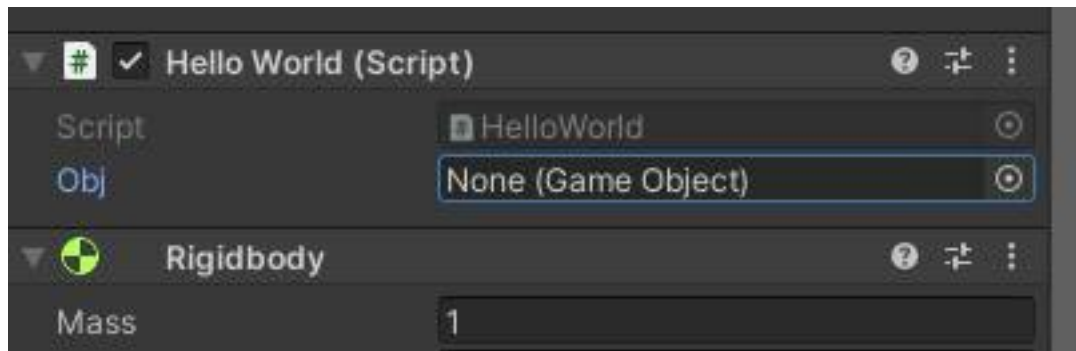 Hello World (Script)
Script HelloWorld
Obj None (Game Object)
Rigidbody
Mass 1